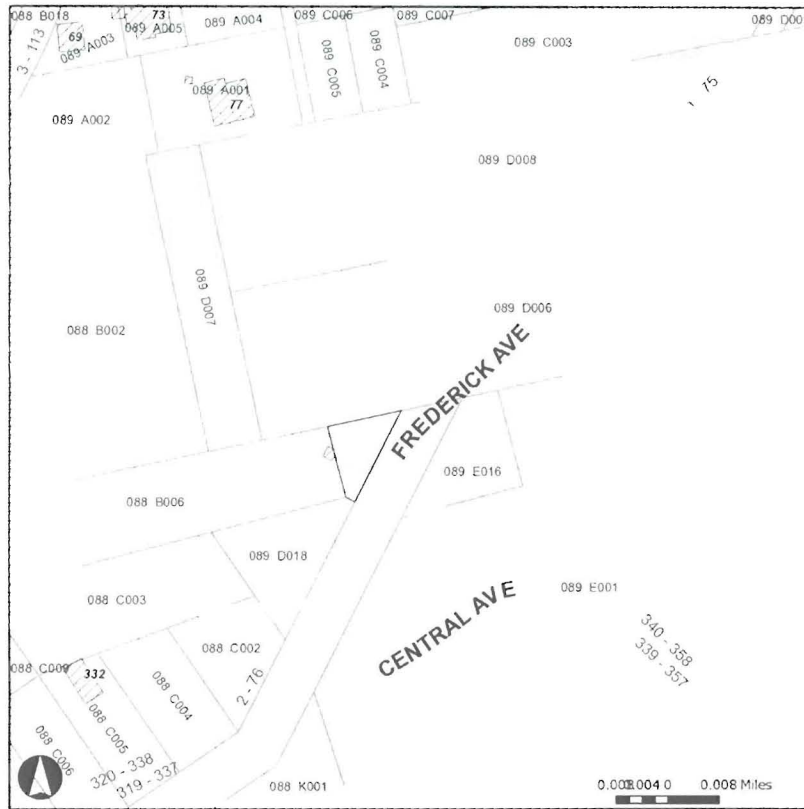 088 B018
73
089 A004
089 C006
089 C007
089 D00
69
089 A005
089 A003
3 - 113
089 C005
089 C004
089 C003
089 A001
77
75
089 A002
089 D008
089 D007
089 D006
088 B002
FREDERICK AVE
089 E016
088 B006
089 D018
CENTRAL AVE
089 E001
088 C003
340 - 358
339 - 357
088 C002
088 C009
332
2 - 76
088 C004
088 C005
088 C006
320 - 338
319 - 337
088 K001
0.004 0 0.008 Miles